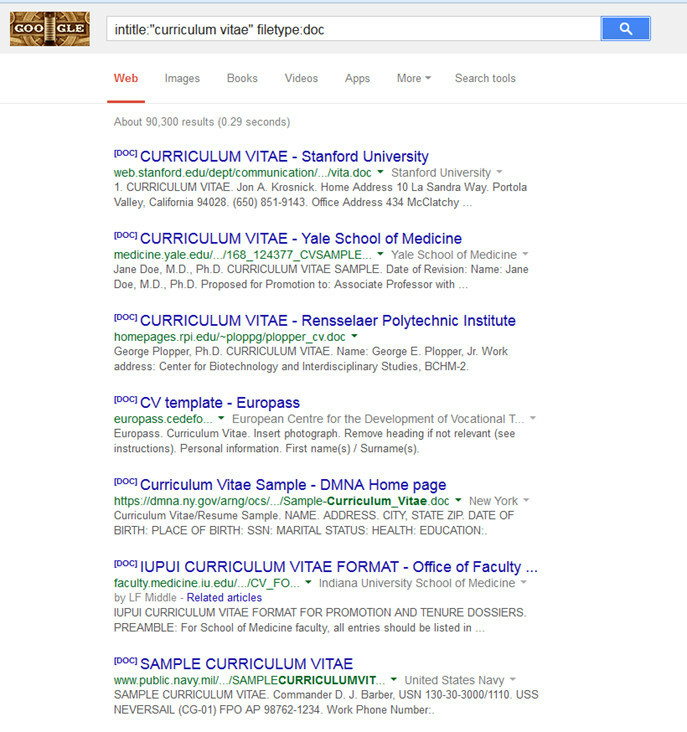 GOOGLE
intitle:"curriculum vitae" filetype:doc
Web Images Books Videos Apps More Search tools
About 90,300 results (0.29 seconds)
[DOC] CURRICULUM VITAE - Stanford University
web.stanford.edu/dept/communication/.../vita.doc Stanford University
1. CURRICULUM VITAE. Jon A. Krosnick. Home Address 10 La Sandra Way. Portola
Valley, California 94028. (650) 851-9143. Office Address 434 McClatchy ...
[DOC] CURRICULUM VITAE - Yale School of Medicine
medicine.yale.edu/.../168_124377_CVSAMPLE... Yale School of Medicine
Jane Doe, M.D., Ph.D. CURRICULUM VITAE SAMPLE. Date of Revision: Name: Jane
Doe, M.D., Ph.D. Proposed for Promotion to: Associate Professor with ...
[DOC] CURRICULUM VITAE - Rensselaer Polytechnic Institute
homepages.rpi.edu/~ploppg/plopper_cv.doc
George Plopper, Ph.D. CURRICULUM VITAE. Name: George E. Plopper, Jr. Work
address: Center for Biotechnology and Interdisciplinary Studies, BCHM-2.
[DOC] CV template - Europass
europass.cedefo... European Centre for the Development of Vocational T...
Europass. Curriculum Vitae. Insert photograph. Remove heading if not relevant (see
instructions). Personal information. First name(s) / Surname(s).
[DOC] Curriculum Vitae Sample - DMNA Home page
https://dmna.ny.gov/arng/ocs/.../Sample-Curriculum_Vitae.doc New York
Curriculum Vitae/Resume Sample. NAME. ADDRESS. CITY, STATE ZIP. DATE OF
BIRTH: PLACE OF BIRTH: SSN: MARITAL STATUS: HEALTH: EDUCATION:.
[DOC] IUPUI CURRICULUM VITAE FORMAT - Office of Faculty ...
faculty.medicine.iu.edu/.../CV_FO... Indiana University School of Medicine
by LF Middle - Related articles
IUPUI CURRICULUM VITAE FORMAT FOR PROMOTION AND TENURE DOSSIERS.
PREAMBLE: For School of Medicine faculty, all entries should be listed in ...
[DOC] SAMPLE CURRICULUM VITAE
www.public.navy.mil/.../SAMPLECURRICULUMVIT... United States Navy
SAMPLE CURRICULUM VITAE. Commander D. J. Barber, USN 130-30-3000/1110. USS
NEVERSAIL (CG-01) FPO AP 98762-1234. Work Phone Number:.